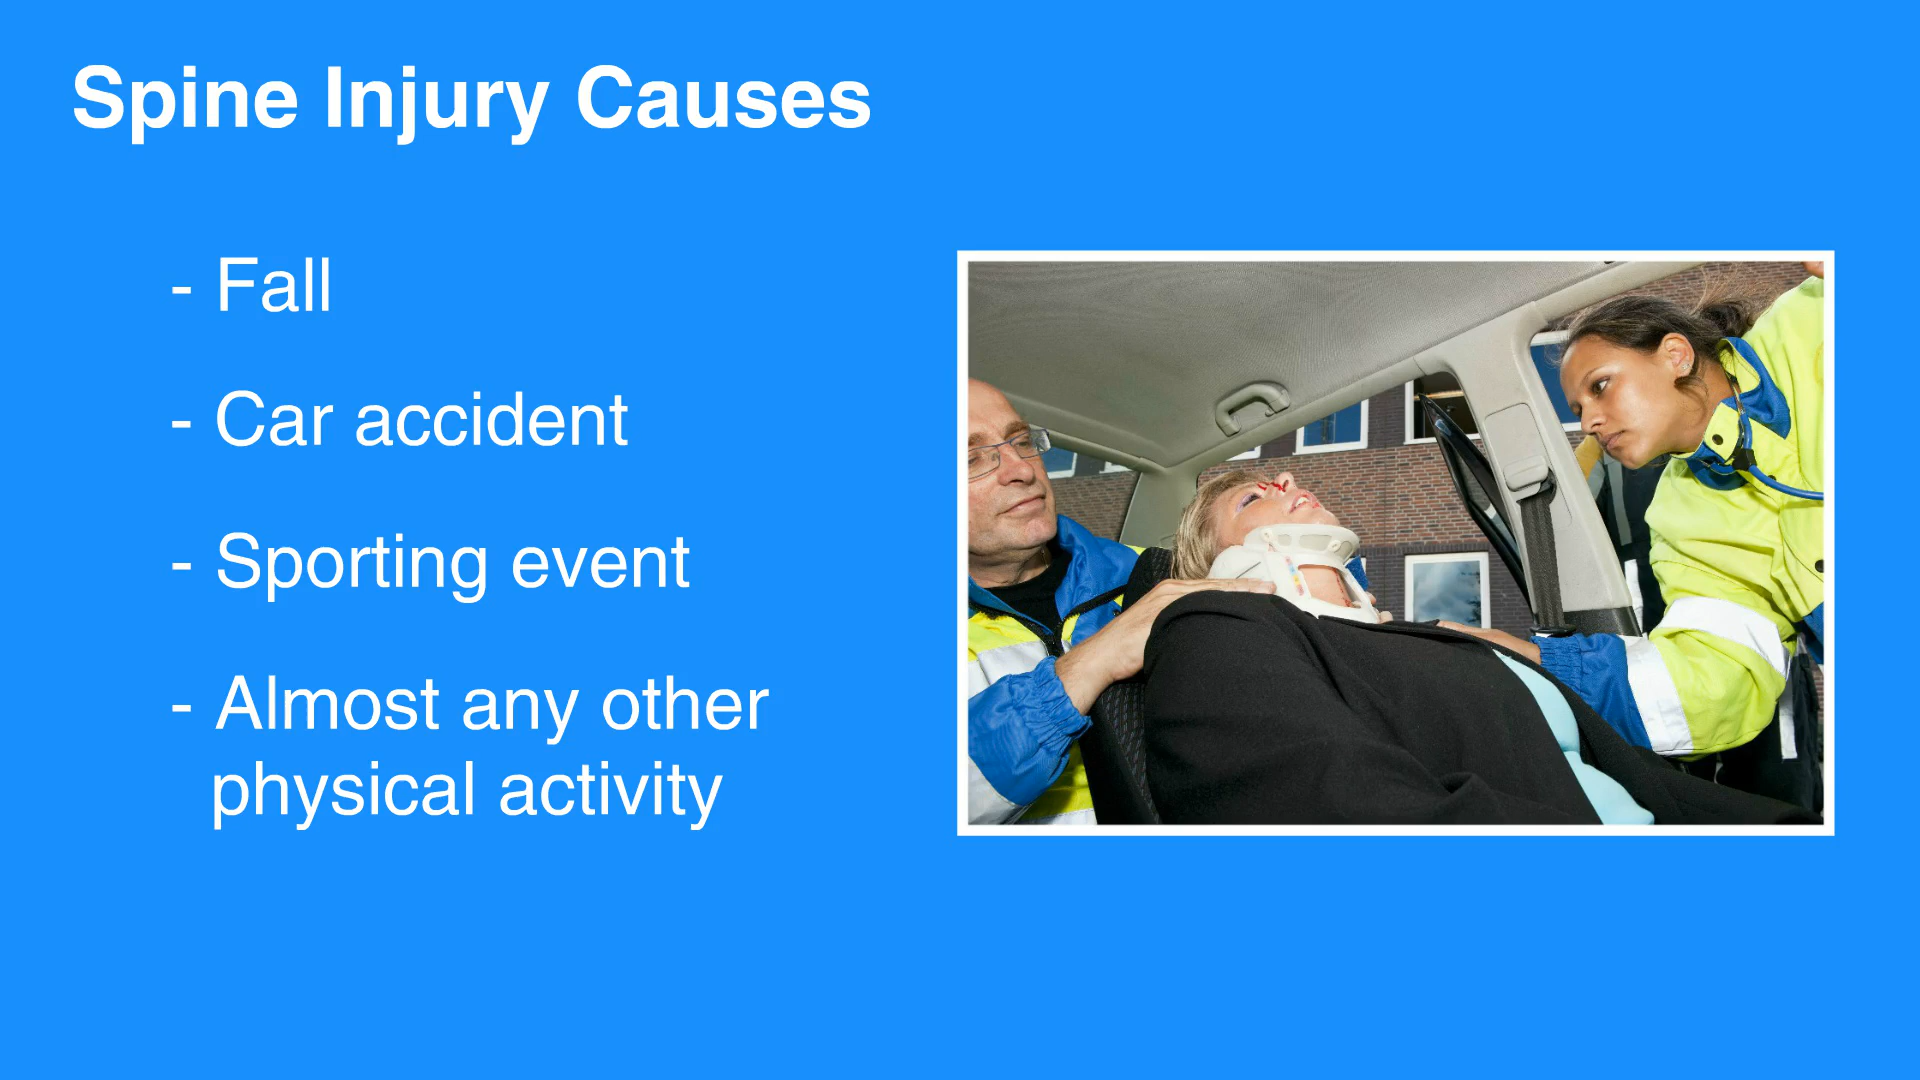 Spine Injury Causes
- Fall
- Car accident
- Sporting event
- Almost any other
physical activity